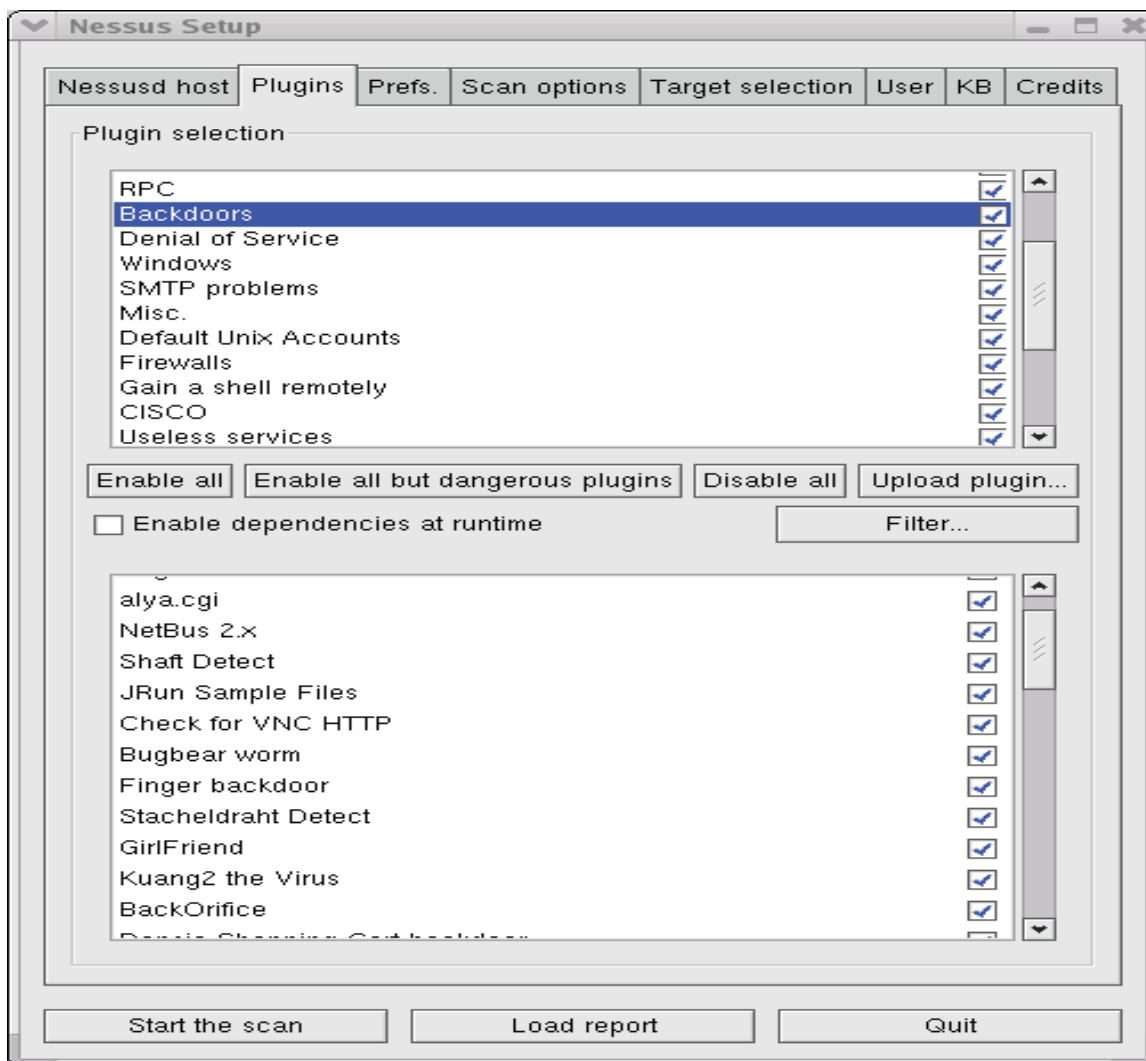 Nessus Setup
Nessusd host Plugins Prefs. Scan options Target selection User KB Credits
Plugin selection
RPC
Backdoors
Denial of Service
Windows
SMTP problems
Misc.
Default Unix Accounts
Firewalls
Gain a shell remotely
CISCO
Useless services
Enable all Enable all but dangerous plugins Disable all Upload plugin...
Enable dependencies at runtime Filter...
alya.cgi
NetBus 2.x
Shaft Detect
JRun Sample Files
Check for VNC HTTP
Bugbear worm
Finger backdoor
Stacheldraht Detect
GirlFriend
Kuang2 the Virus
BackOrifice
Start the scan Load report Quit